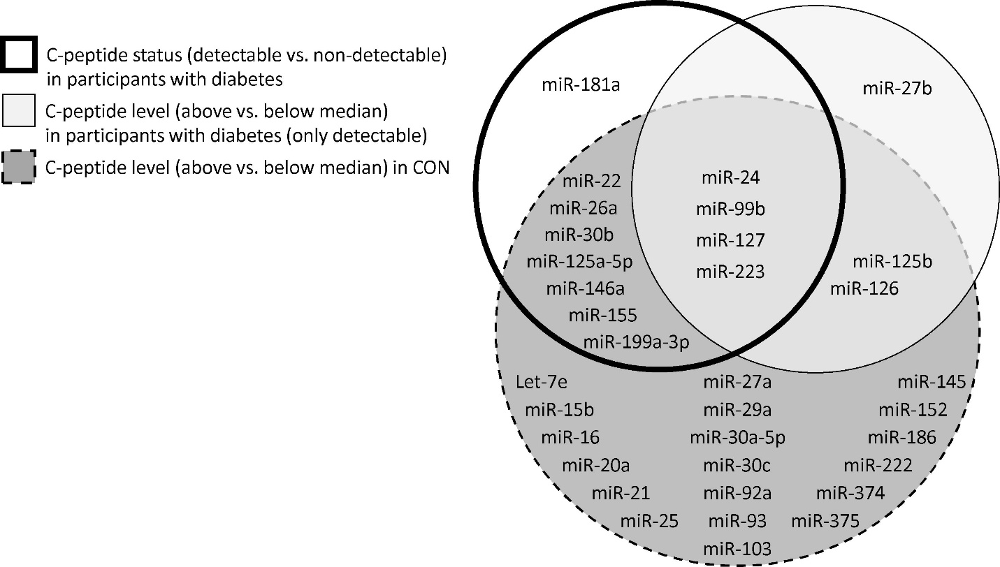 C-peptide status (detectable vs. non-detectable)
in participants with diabetes
C-peptide level (above vs. below median)
in participants with diabetes (only detectable)
C-peptide level (above vs. below median) in CON
miR-181a
miR-27b
miR-22
miR-26a
miR-30b
miR-125a-5p
miR-146a
miR-155
miR-199a-3p
miR-24
miR-99b
miR-127
miR-223
miR-125b
miR-126
Let-7e
miR-15b
miR-16
miR-20a
miR-21
miR-25
miR-27a
miR-29a
miR-30a-5p
miR-30c
miR-92a
miR-93
miR-103
miR-145
miR-152
miR-186
miR-222
miR-374
miR-375